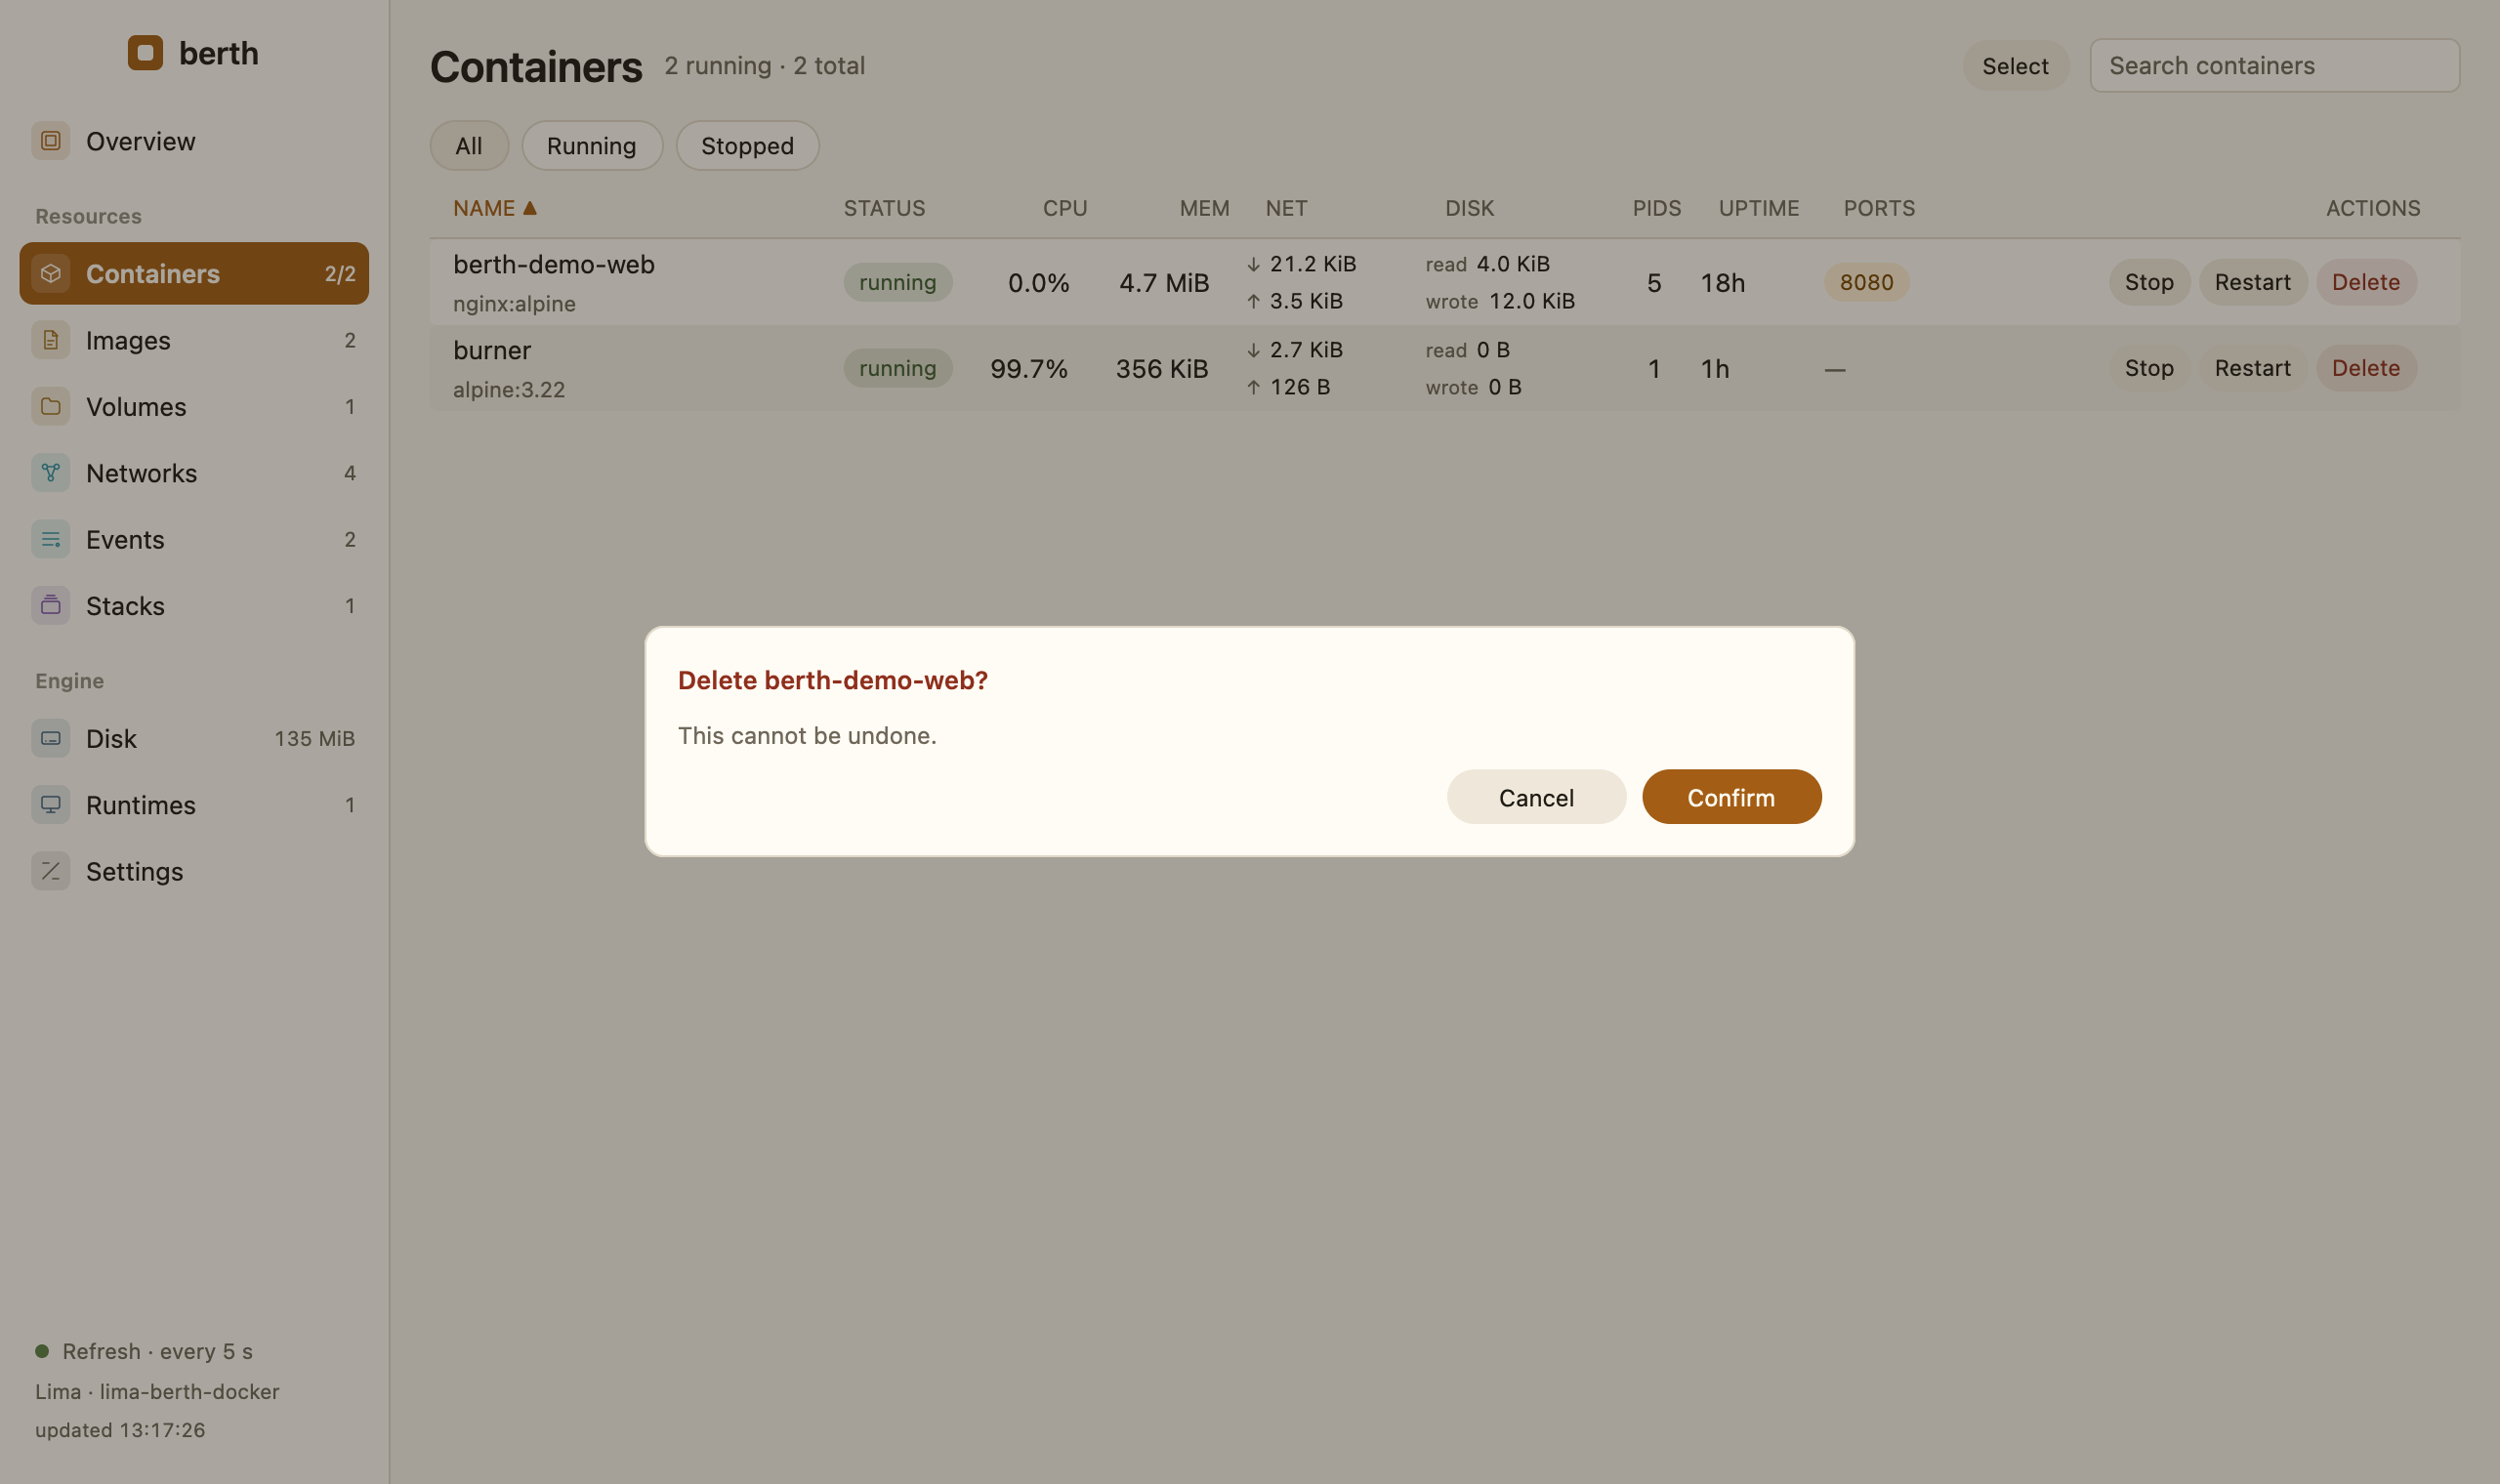 berth
Overview
Resources
Containers 2/2
Images 2
Volumes 1
Networks 4
Events 2
Stacks 1
Engine
Disk 135 MiB
Runtimes 1
Settings
Refresh · every 5 s
Lima · lima-berth-docker
updated 13:17:26
Containers 2 running · 2 total
Select
Search containers
All Running Stopped
NAME ▲ STATUS CPU MEM NET DISK PIDS UPTIME PORTS ACTIONS
berth-demo-web
nginx:alpine
running 0.0% 4.7 MiB
↓ 21.2 KiB
↑ 3.5 KiB
read 4.0 KiB
wrote 12.0 KiB
5 18h 8080 Stop Restart Delete
burner
alpine:3.22
running 99.7% 356 KiB
↓ 2.7 KiB
↑ 126 B
read 0 B
wrote 0 B
1 1h — Stop Restart Delete
Delete berth-demo-web?
This cannot be undone.
Cancel Confirm